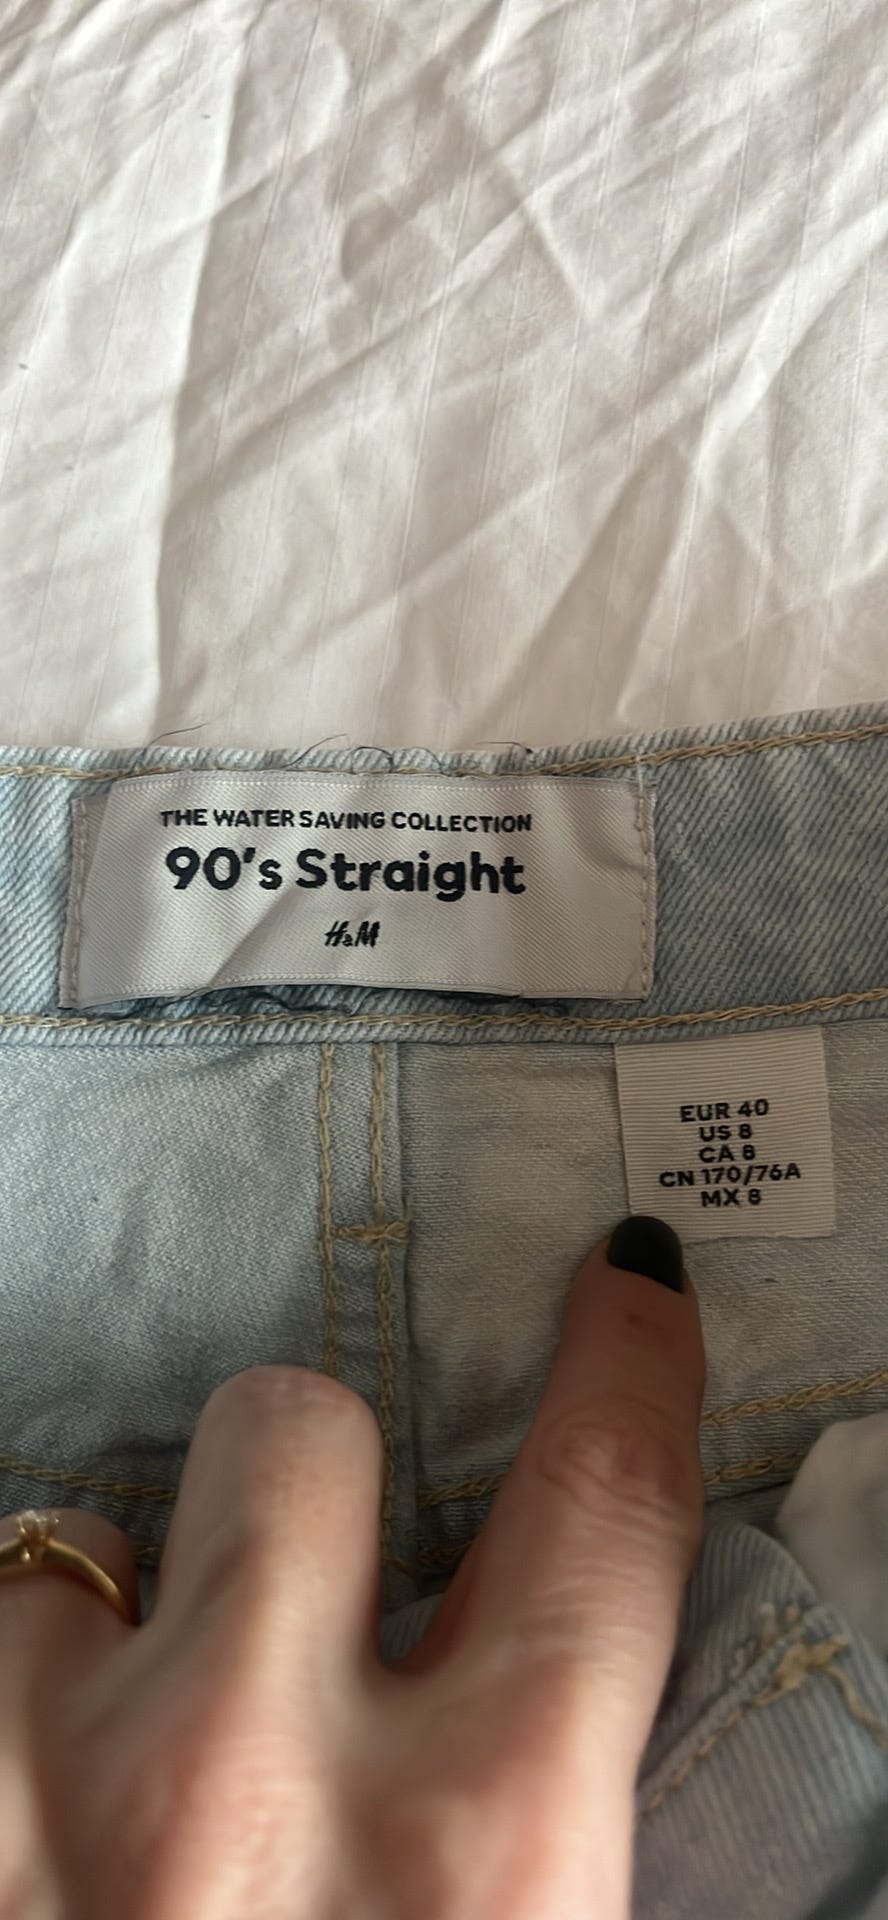 THE WATER SAVING COLLECTION
90's Straight
H&M
EUR 40
US 8
CA 8
CN 170/76A
MX 8